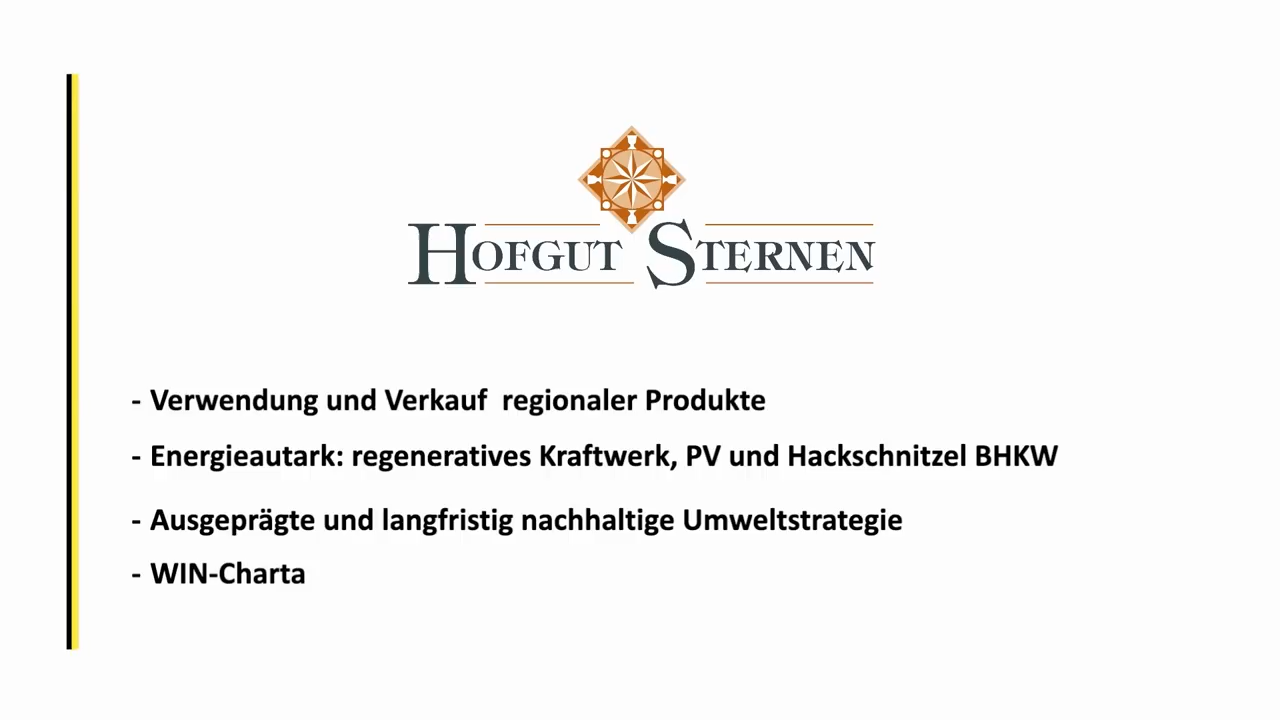 HOFGUT STERNEN
- Verwendung und Verkauf  regionaler Produkte
- Energieautark: regeneratives Kraftwerk, PV und Hackschnitzel BHKW
- Ausgeprägte und langfristig nachhaltige Umweltstrategie
- WIN-Charta